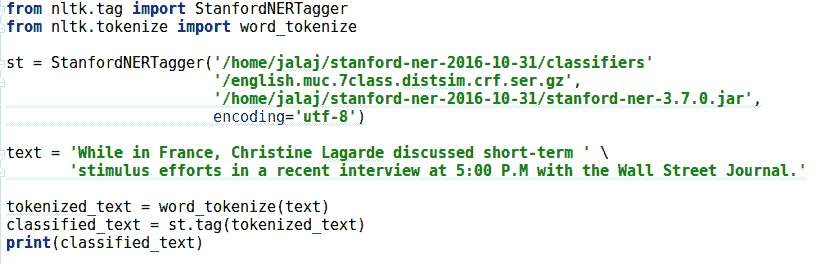 from nltk.tag import StanfordNERTagger
from nltk.tokenize import word_tokenize
st = StanfordNERTagger('/home/jalaj/stanford-ner-2016-10-31/classifiers'
'/english.muc.7class.distsim.crf.ser.gz',
'/home/jalaj/stanford-ner-2016-10-31/stanford-ner-3.7.0.jar',
encoding='utf-8')
text = 'While in France, Christine Lagarde discussed short-term ' \
'stimulus efforts in a recent interview at 5:00 P.M with the Wall Street Journal.'
tokenized_text = word_tokenize(text)
classified_text = st.tag(tokenized_text)
print(classified_text)